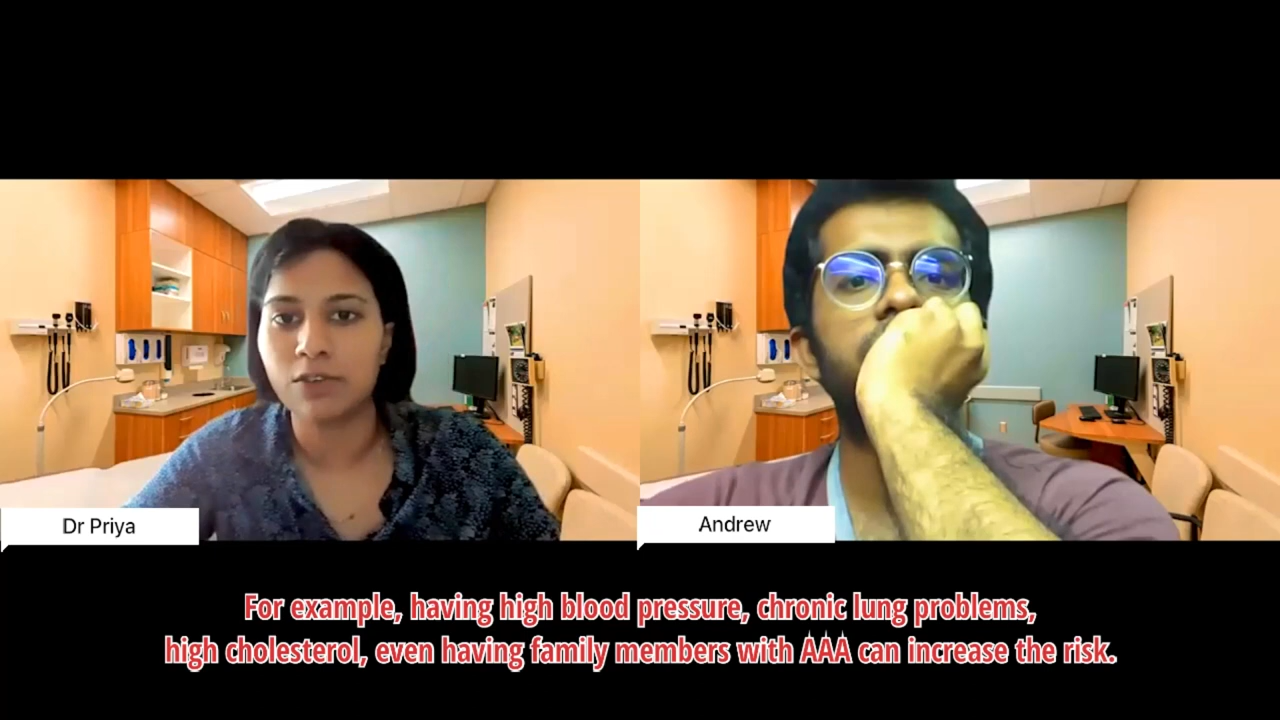 Dr Priya
Andrew
For example, having high blood pressure, chronic lung problems,
high cholesterol, even having family members with AAA can increase the risk.